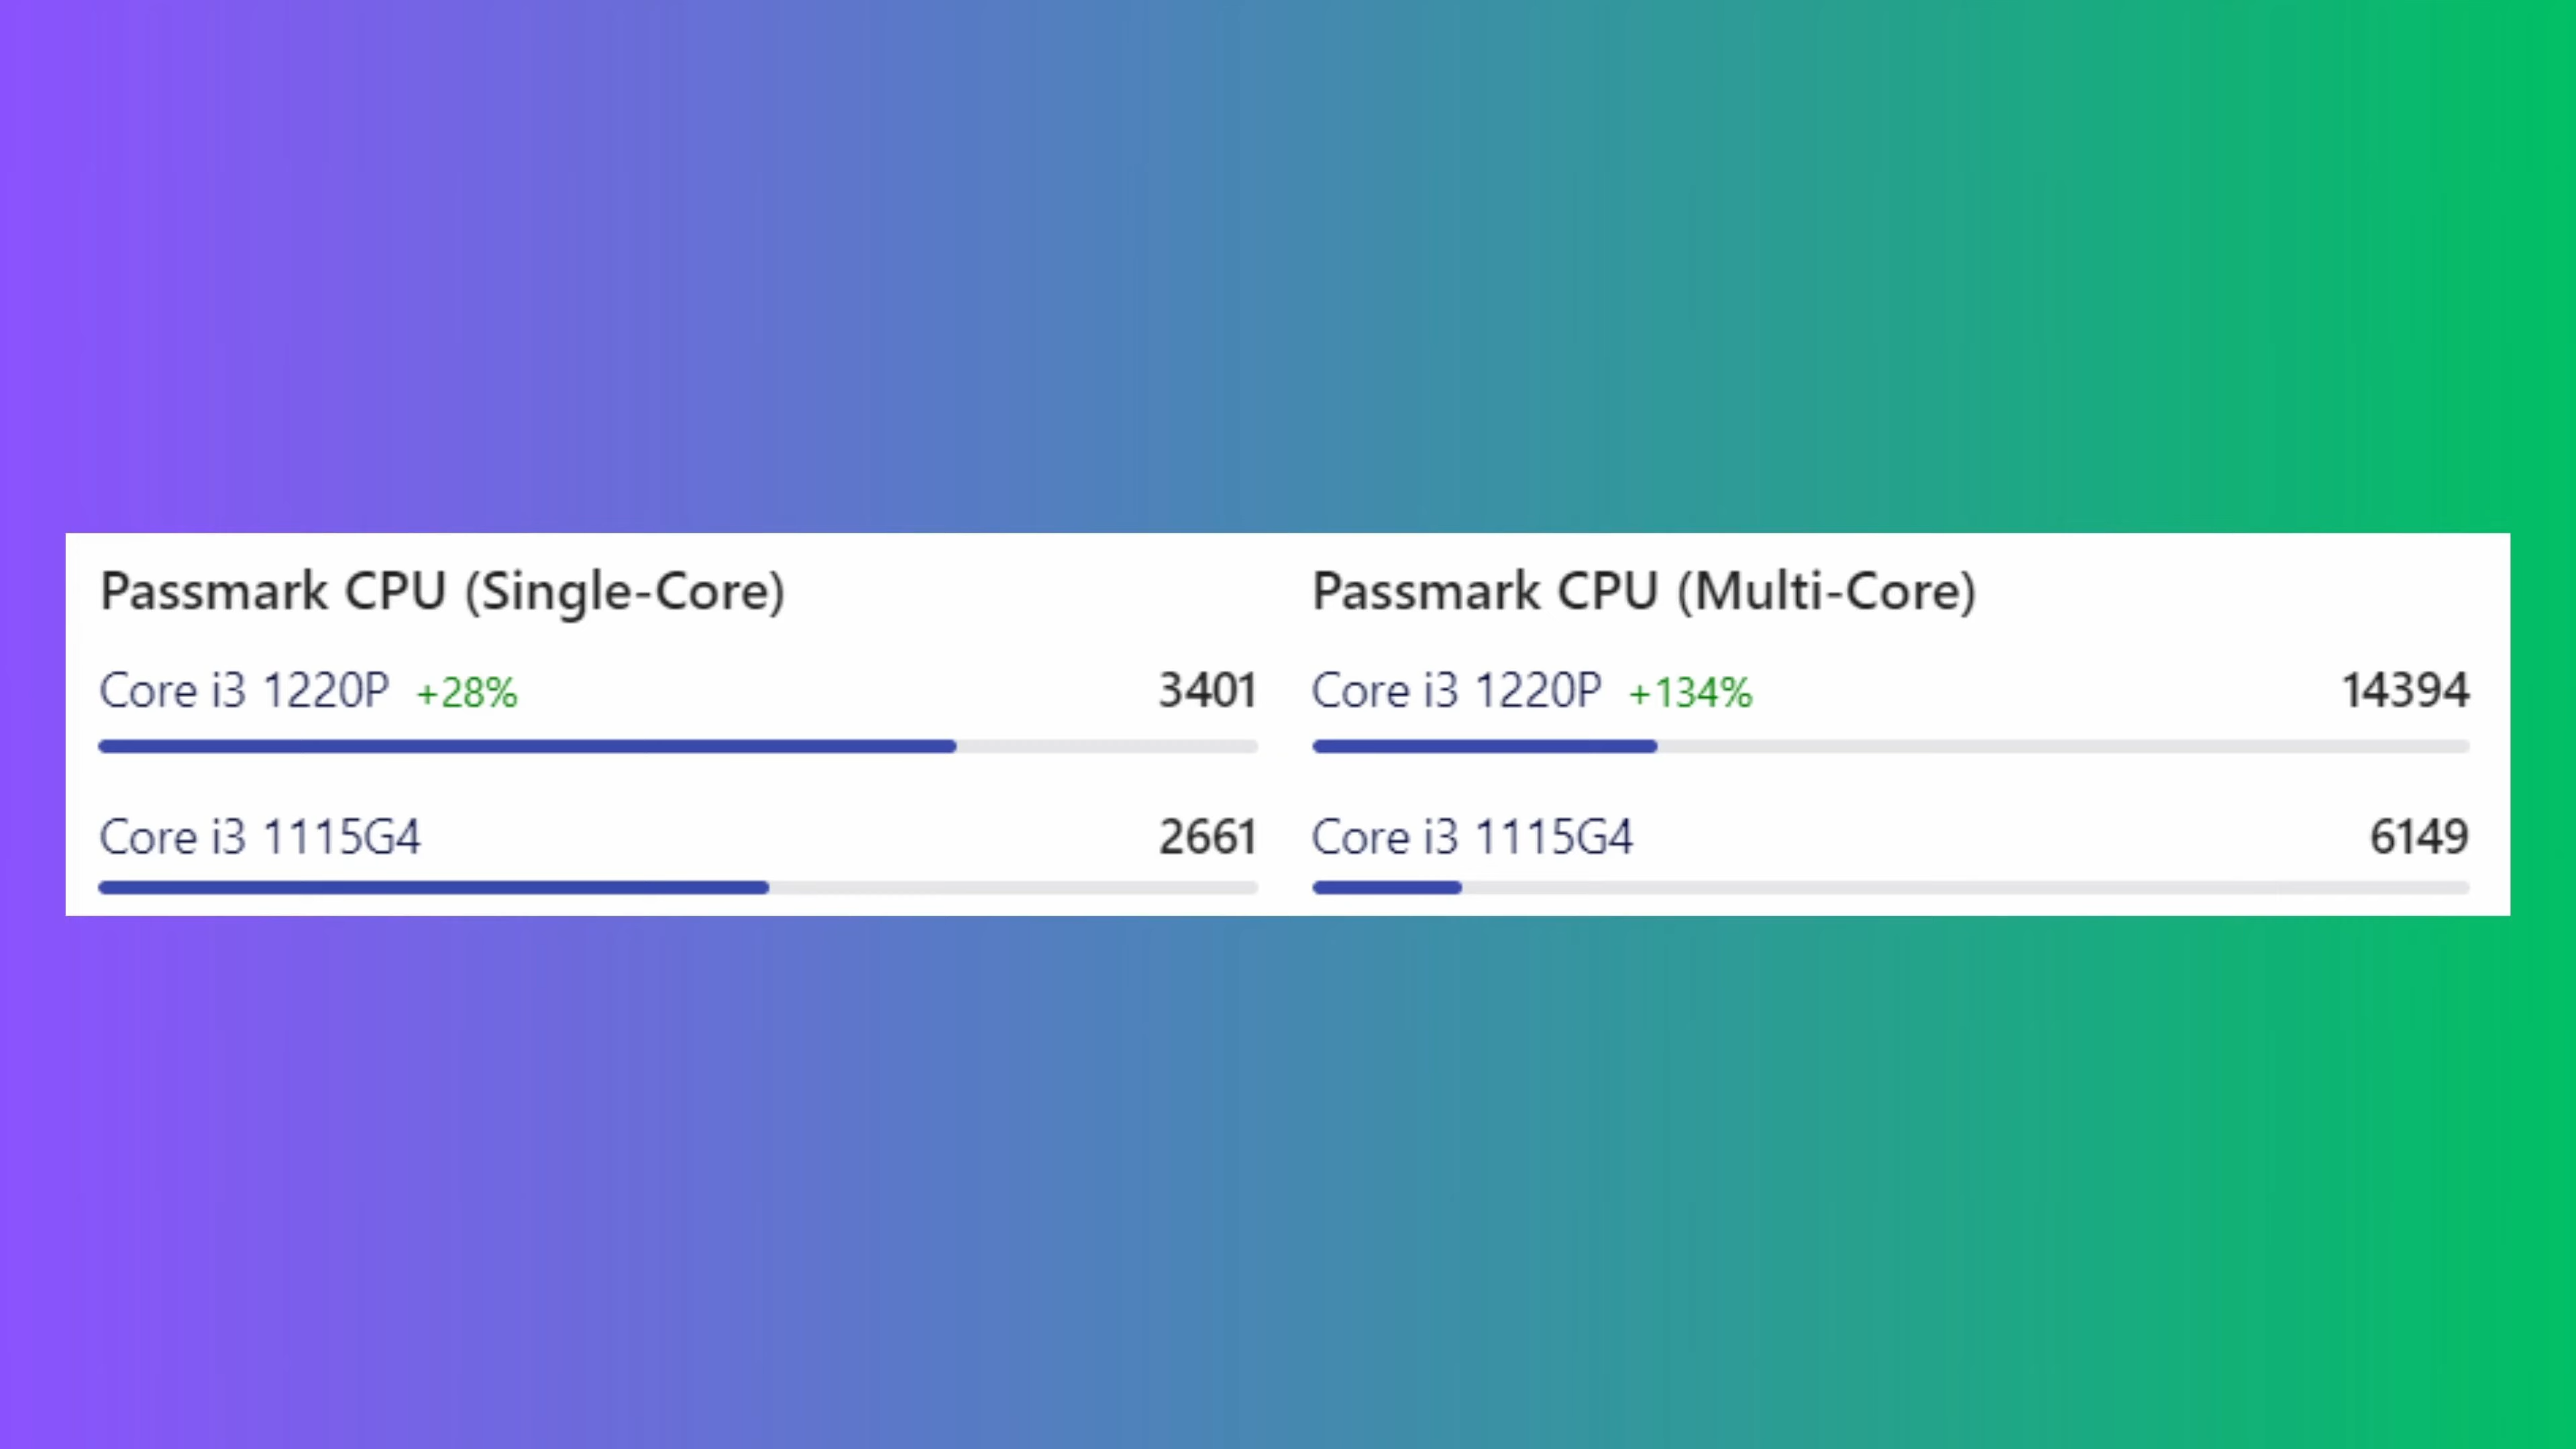 Passmark CPU (Single-Core)
Core i3 1220P +28% 3401
Core i3 1115G4 2661
Passmark CPU (Multi-Core)
Core i3 1220P +134% 14394
Core i3 1115G4 6149